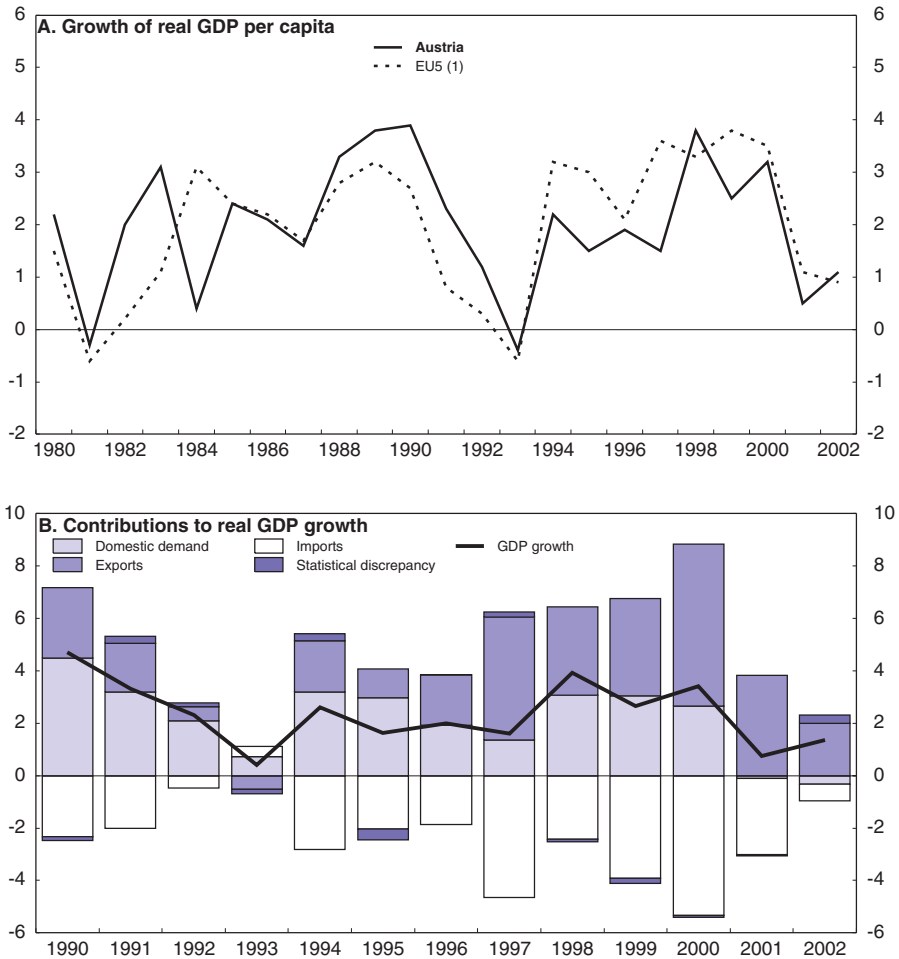 A. Growth of real GDP per capita
Austria
EU5 (1)
6 6
5 5
4 4
3 3
2 2
1 1
0 0
-1 -1
-2 -2
1980 1982 1984 1986 1988 1990 1992 1994 1996 1998 2000 2002
B. Contributions to real GDP growth
Domestic demand Imports GDP growth
Exports Statistical discrepancy
10 10
8 8
6 6
4 4
2 2
0 0
-2 -2
-4 -4
-6 -6
1990 1991 1992 1993 1994 1995 1996 1997 1998 1999 2000 2001 2002